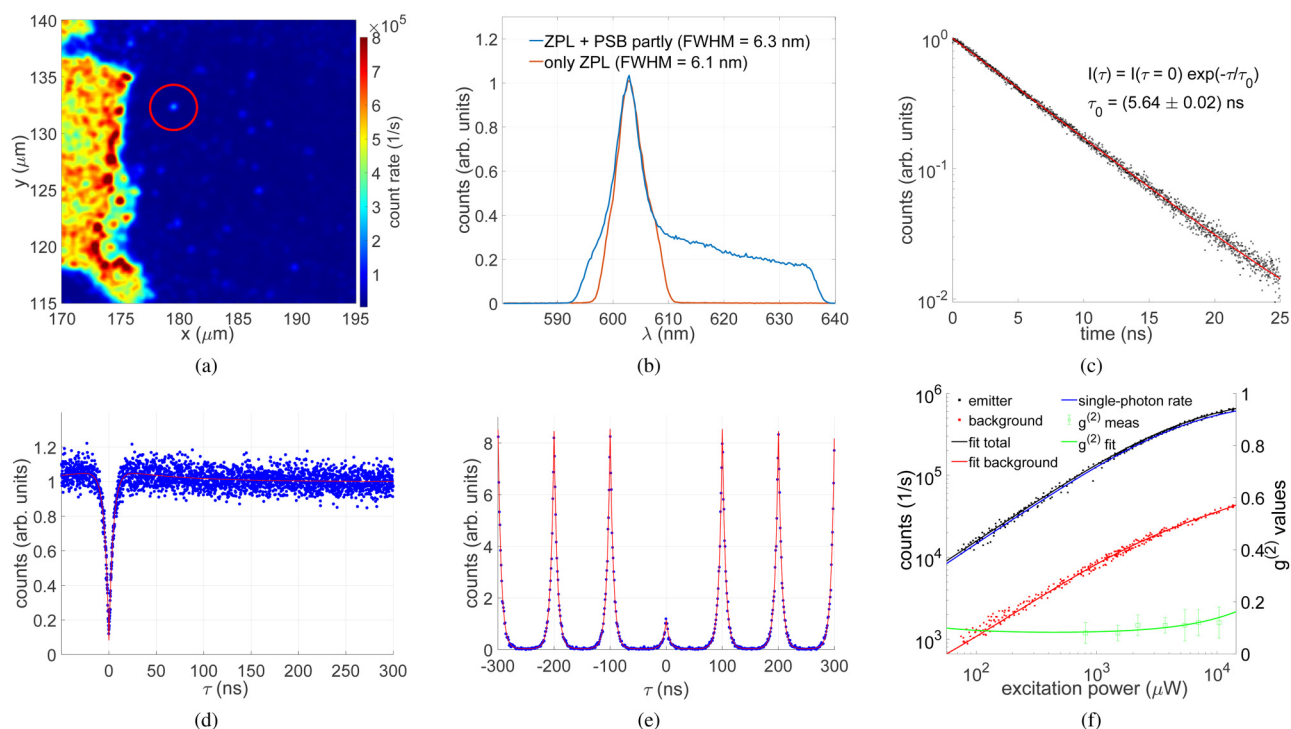 140
135
130
125
120
115
170
175
180
185
190
195
y (μm)
x (μm)
×10^5
8
7
6
5
4
3
2
1
count rate (1/s)
(a)
ZPL + PSB partly (FWHM = 6.3 nm)
only ZPL (FWHM = 6.1 nm)
1.2
1
0.8
0.6
0.4
0.2
0
counts (arb. units)
590
600
610
620
630
640
λ (nm)
(b)
I(τ) = I(τ = 0) exp(-τ/τ_0)
τ_0 = (5.64 ± 0.02) ns
10^0
10^-1
10^-2
counts (arb. units)
0
5
10
15
20
25
time (ns)
(c)
1.2
1
0.8
0.6
0.4
0.2
0
counts (arb. units)
0
50
100
150
200
250
300
τ (ns)
(d)
8
6
4
2
0
counts (arb. units)
-300
-200
-100
0
100
200
300
τ (ns)
(e)
10^6
10^5
10^4
10^3
counts (1/s)
emitter
background
fit total
fit background
single-photon rate
g^(2) meas
g^(2) fit
1
0.8
0.6
0.4
0.2
0
g^(2) values
10^2
10^3
10^4
excitation power (μW)
(f)